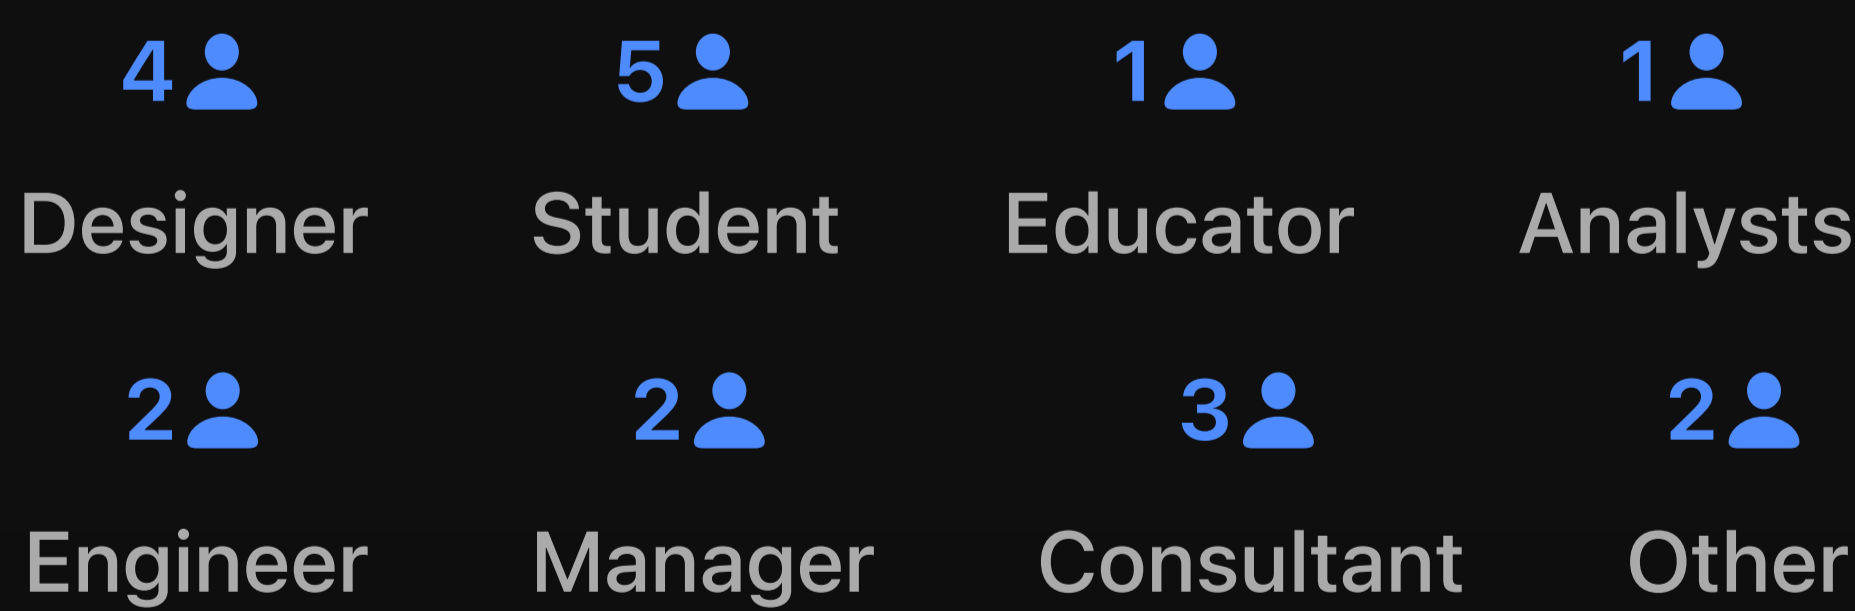 4 5 1 1
Designer Student Educator Analysts
2 2 3 2
Engineer Manager Consultant Other